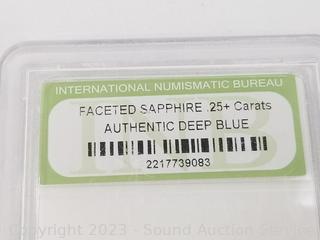 INTERNATIONAL NUMISMATIC BUREAU
FACETED SAPPHIRE .25+ Carats
AUTHENTIC DEEP BLUE
2217739083
Copyright 2023 - Sound Auction Service